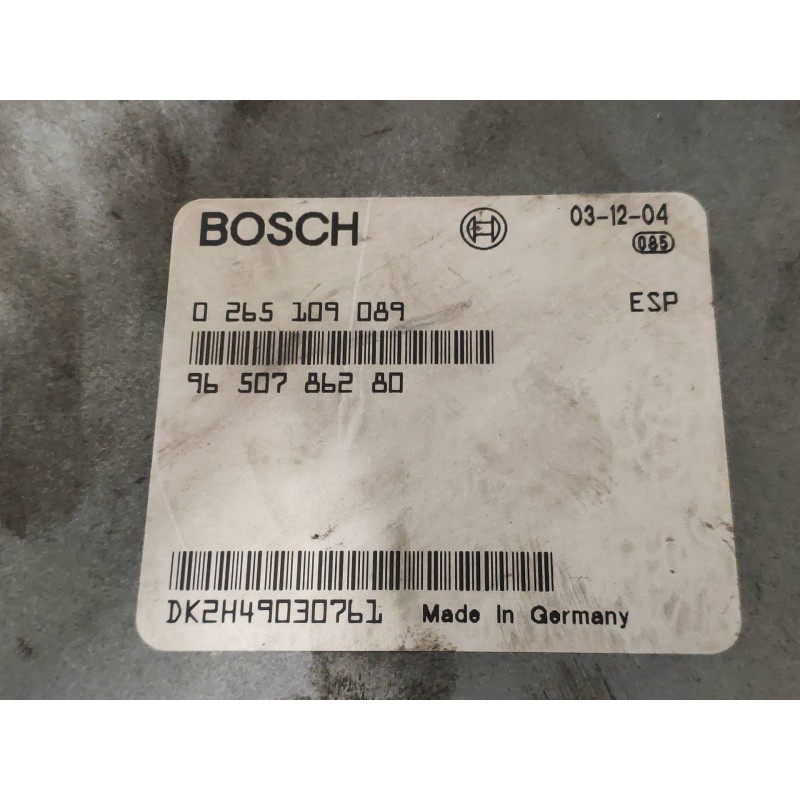 BOSCH 03-12-04
085
0 265 109 089 ESP
96 507 862 80
DK2H49030761 Made in Germany